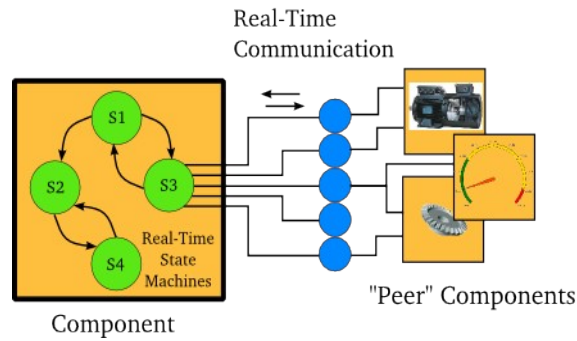 Real-Time
Communication
S1
S2
S3
S4
Real-Time
State
Machines
"Peer" Components
Component